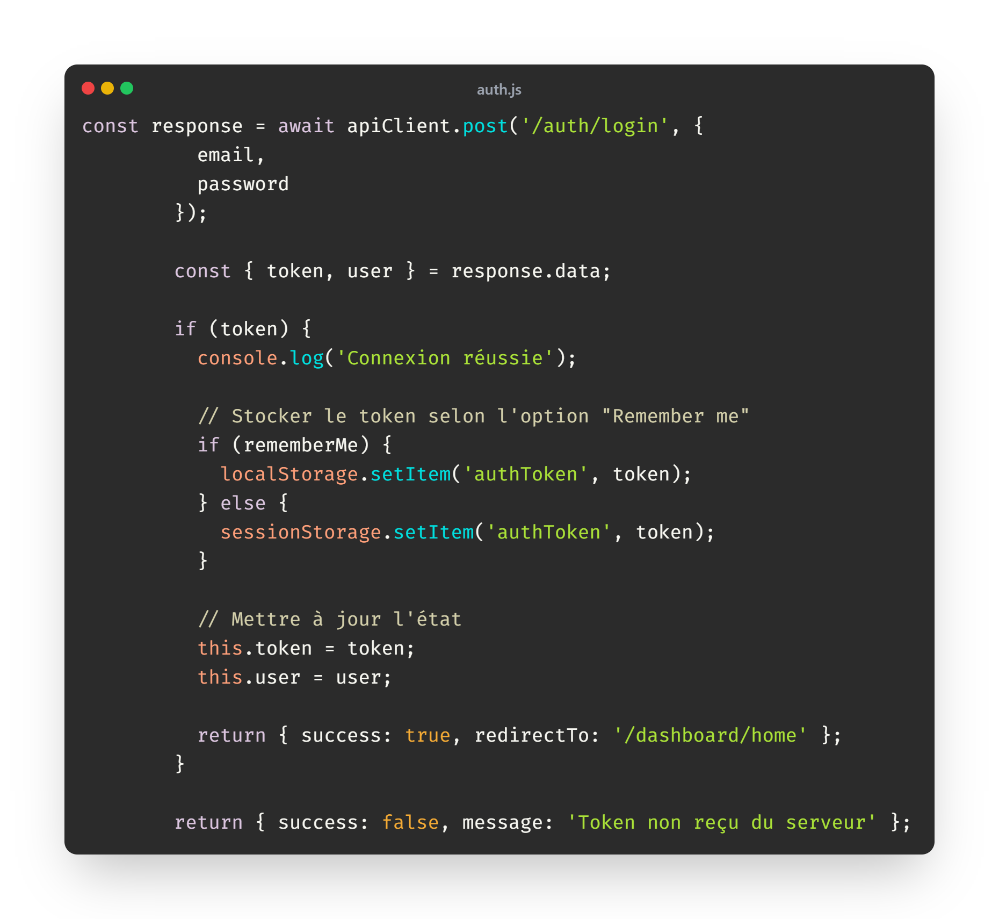 auth.js
const response = await apiClient.post('/auth/login', {
          email,
          password
        });

        const { token, user } = response.data;

        if (token) {
          console.log('Connexion réussie');

          // Stocker le token selon l'option "Remember me"
          if (rememberMe) {
            localStorage.setItem('authToken', token);
          } else {
            sessionStorage.setItem('authToken', token);
          }

          // Mettre à jour l'état
          this.token = token;
          this.user = user;

          return { success: true, redirectTo: '/dashboard/home' };
        }

        return { success: false, message: 'Token non reçu du serveur' };